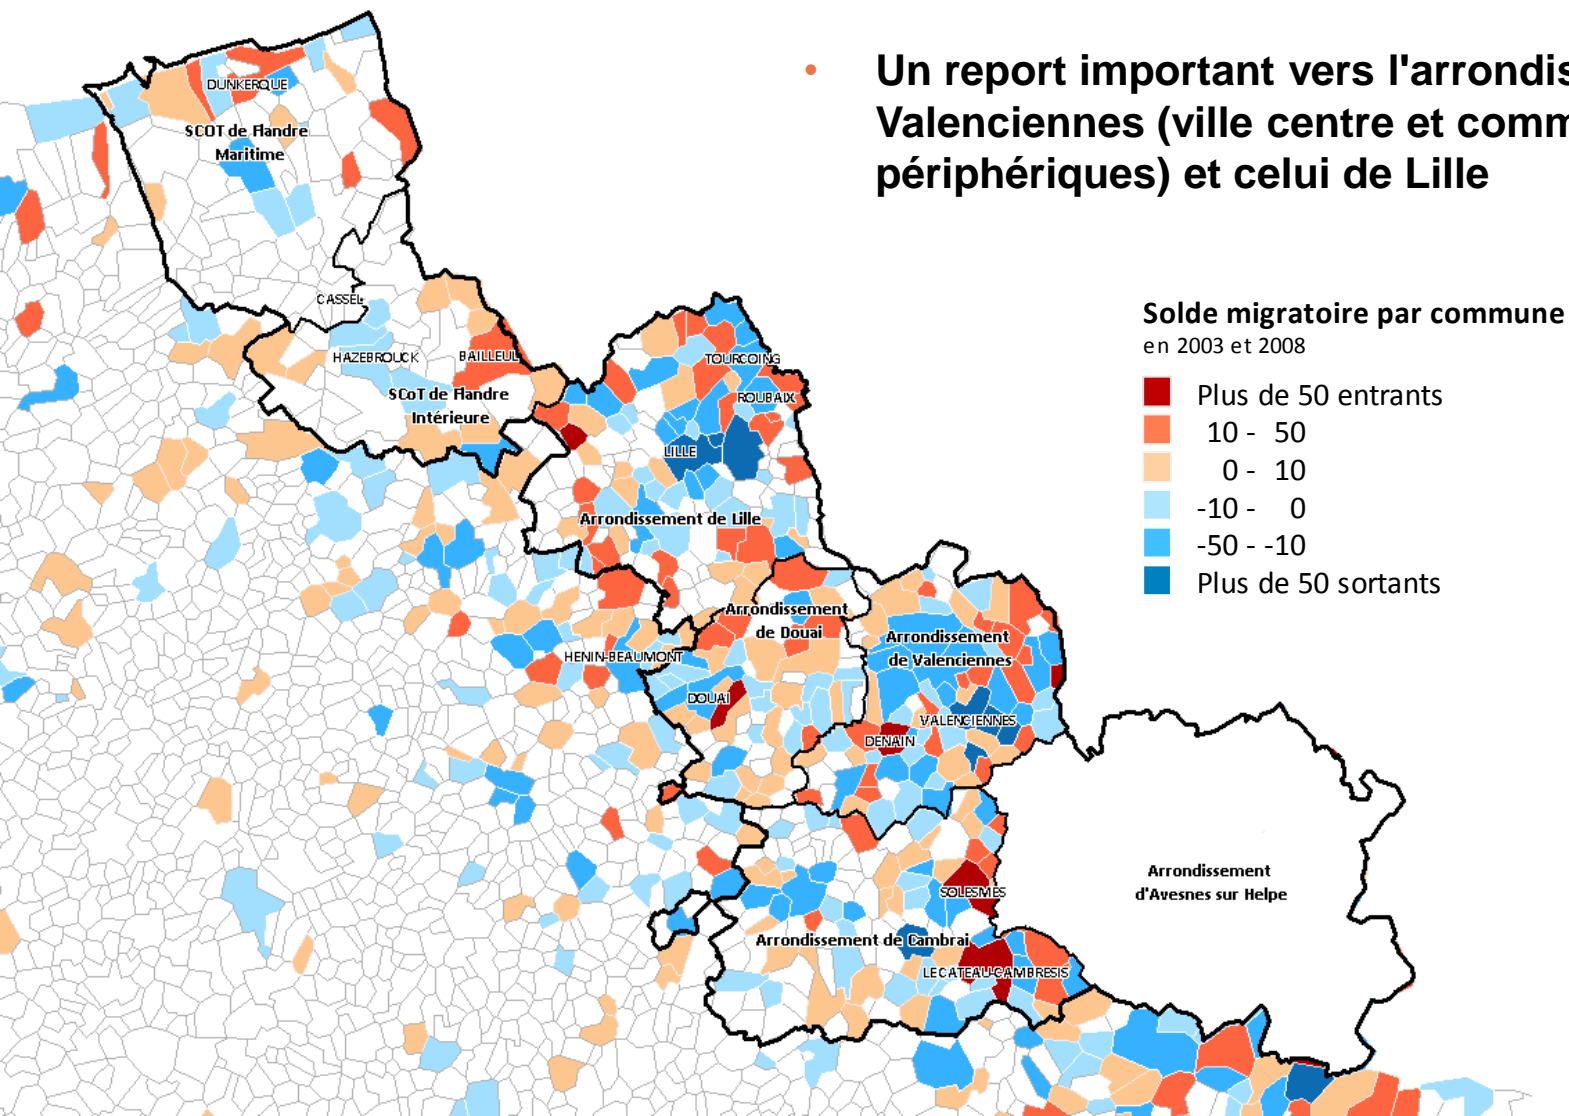 • Un report important vers l'arrondis
Valenciennes (ville centre et comm
périphériques) et celui de Lille
Solde migratoire par commune
en 2003 et 2008
Plus de 50 entrants
10 - 50
0 - 10
-10 - 0
-50 - -10
Plus de 50 sortants
DUNKERQUE
SCOT de Flandre
Maritime
CASSEL
HAZEBROUCK
BAILLEUL
SCoT de Flandre
Intérieure
TOURCOING
ROUBAIX
LILLE
Arrondissement de Lille
Arrondissement
de Douai
HENIN-BEAUMONT
DOUAI
Arrondissement
de Valenciennes
VALENCIENNES
DENAIN
SOLESMES
Arrondissement de Cambrai
LE CATEAU-CAMBRESIS
Arrondissement
d'Avesnes sur Helpe